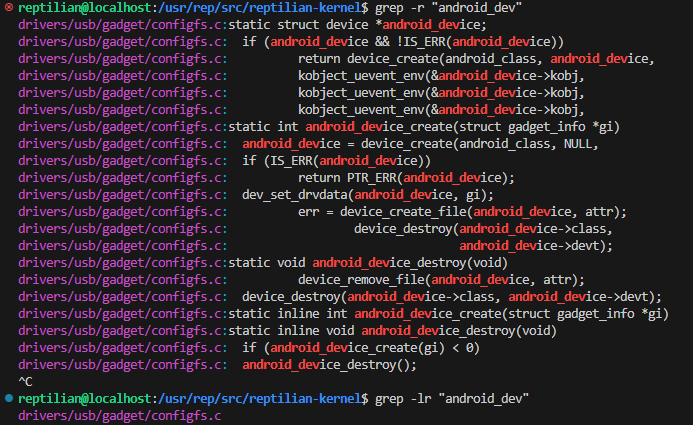 reptilian@localhost:/usr/rep/src/reptilian-kernel$ grep -r "android_dev"
drivers/usb/gadget/configfs.c:static struct device *android_device;
drivers/usb/gadget/configfs.c:  if (android_device && !IS_ERR(android_device))
drivers/usb/gadget/configfs.c:          return device_create(android_class, android_device,
drivers/usb/gadget/configfs.c:          kobject_uevent_env(&android_device->kobj,
drivers/usb/gadget/configfs.c:          kobject_uevent_env(&android_device->kobj,
drivers/usb/gadget/configfs.c:          kobject_uevent_env(&android_device->kobj,
drivers/usb/gadget/configfs.c:static int android_device_create(struct gadget_info *gi)
drivers/usb/gadget/configfs.c:  android_device = device_create(android_class, NULL,
drivers/usb/gadget/configfs.c:  if (IS_ERR(android_device))
drivers/usb/gadget/configfs.c:          return PTR_ERR(android_device);
drivers/usb/gadget/configfs.c:  dev_set_drvdata(android_device, gi);
drivers/usb/gadget/configfs.c:          err = device_create_file(android_device, attr);
drivers/usb/gadget/configfs.c:                  device_destroy(android_device->class,
drivers/usb/gadget/configfs.c:                                 android_device->devt);
drivers/usb/gadget/configfs.c:static void android_device_destroy(void)
drivers/usb/gadget/configfs.c:          device_remove_file(android_device, attr);
drivers/usb/gadget/configfs.c:  device_destroy(android_device->class, android_device->devt);
drivers/usb/gadget/configfs.c:static inline int android_device_create(struct gadget_info *gi)
drivers/usb/gadget/configfs.c:static inline void android_device_destroy(void)
drivers/usb/gadget/configfs.c:  if (android_device_create(gi) < 0)
drivers/usb/gadget/configfs.c:  android_device_destroy();
^C
reptilian@localhost:/usr/rep/src/reptilian-kernel$ grep -lr "android_dev"
drivers/usb/gadget/configfs.c